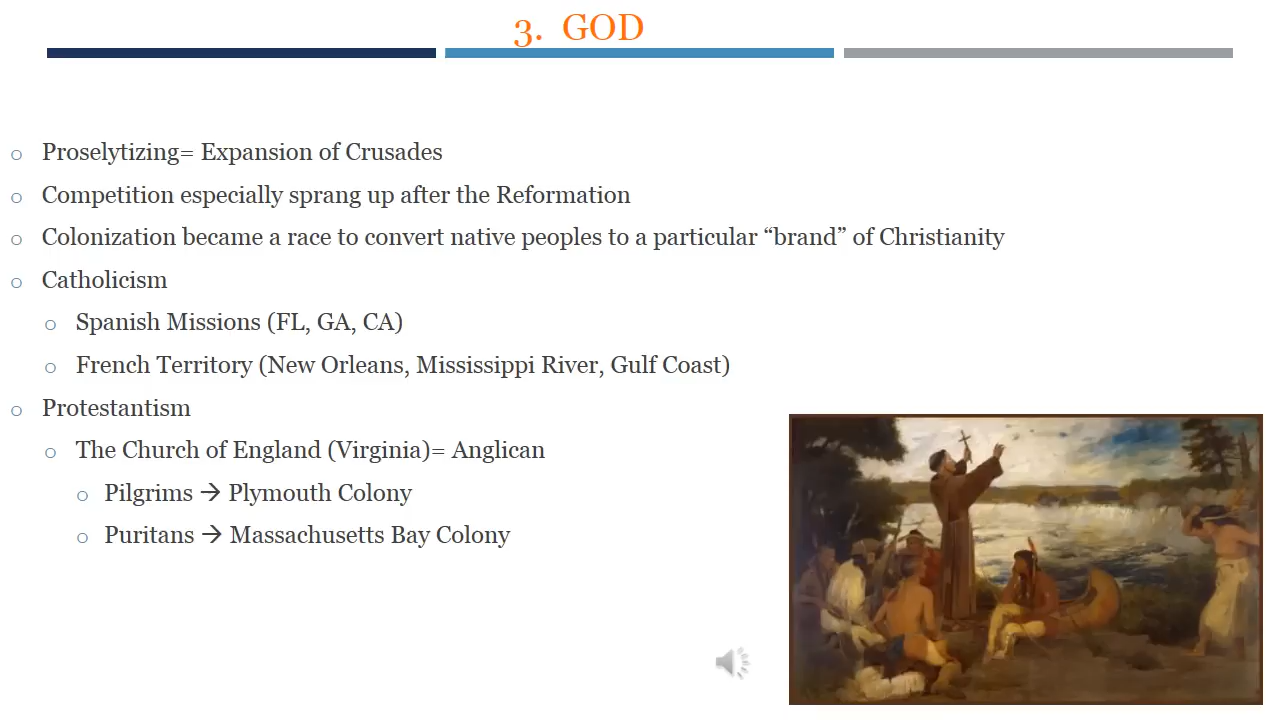 3. GOD
Proselytizing= Expansion of Crusades
Competition especially sprang up after the Reformation
Colonization became a race to convert native peoples to a particular “brand” of Christianity
Catholicism
Spanish Missions (FL, GA, CA)
French Territory (New Orleans, Mississippi River, Gulf Coast)
Protestantism
The Church of England (Virginia)= Anglican
Pilgrims → Plymouth Colony
Puritans → Massachusetts Bay Colony